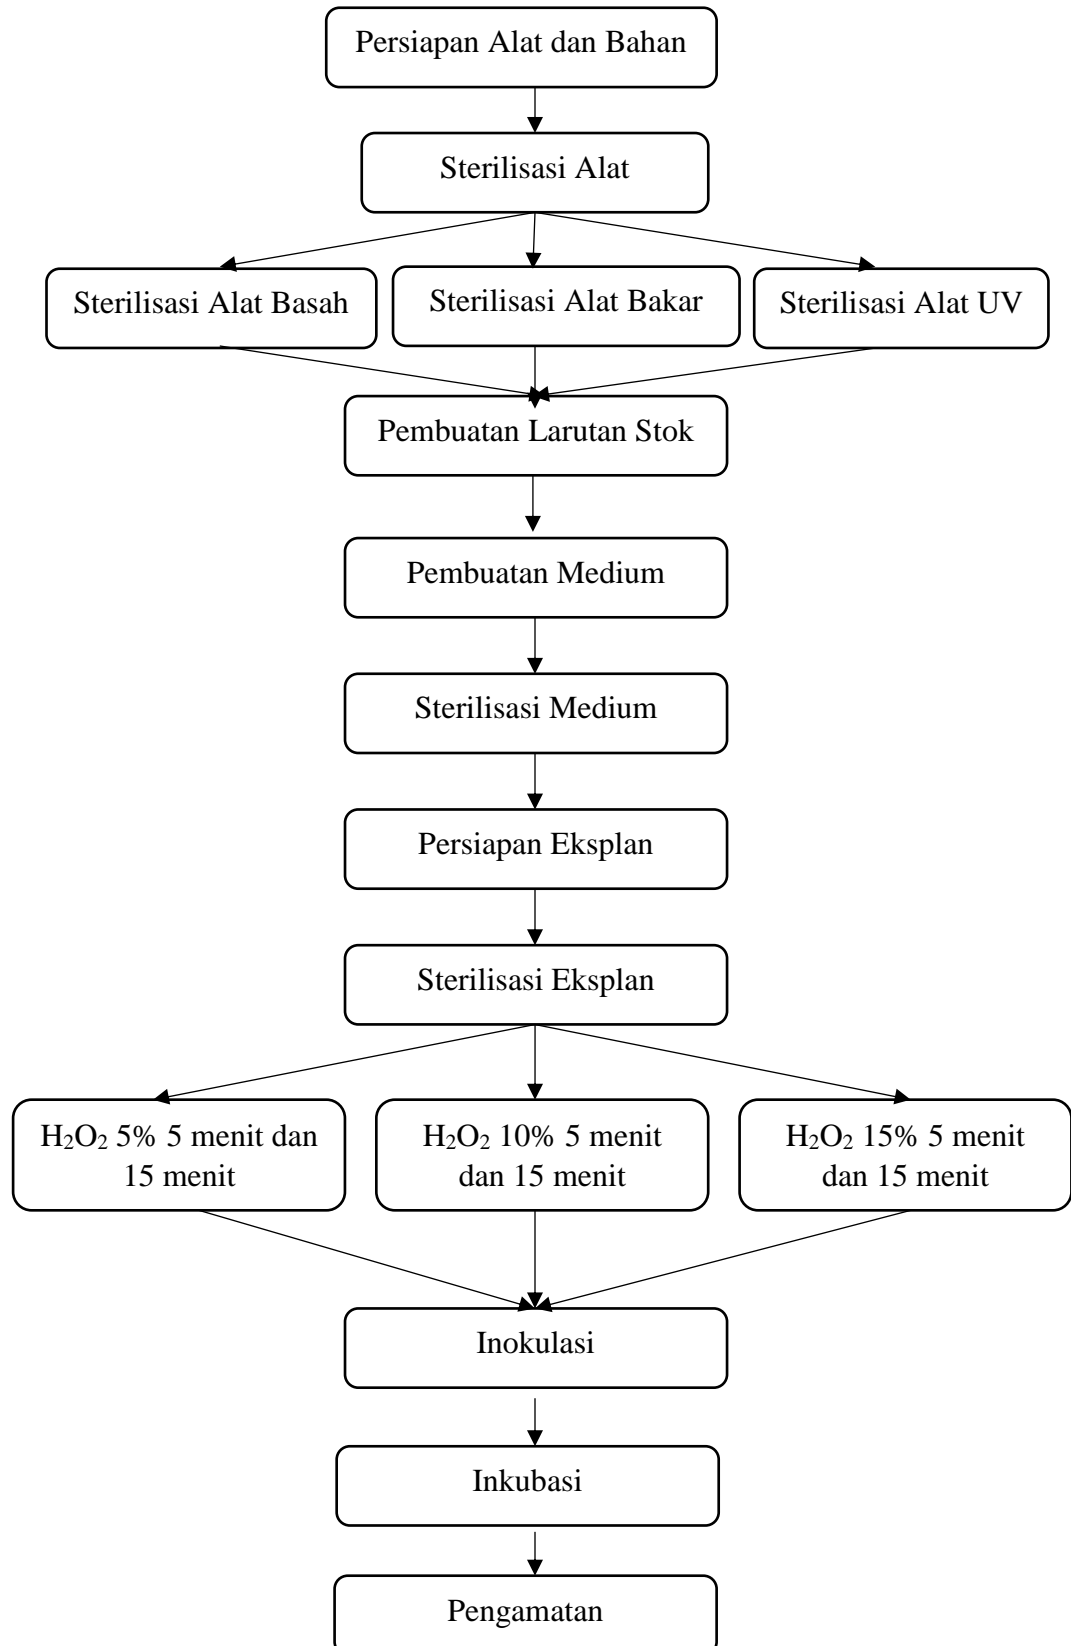 Persiapan Alat dan Bahan
Sterilisasi Alat
Sterilisasi Alat Basah
Sterilisasi Alat Bakar
Sterilisasi Alat UV
Pembuatan Larutan Stok
Pembuatan Medium
Sterilisasi Medium
Persiapan Eksplan
Sterilisasi Eksplan
H₂O₂ 5% 5 menit dan
15 menit
H₂O₂ 10% 5 menit
dan 15 menit
H₂O₂ 15% 5 menit
dan 15 menit
Inokulasi
Inkubasi
Pengamatan